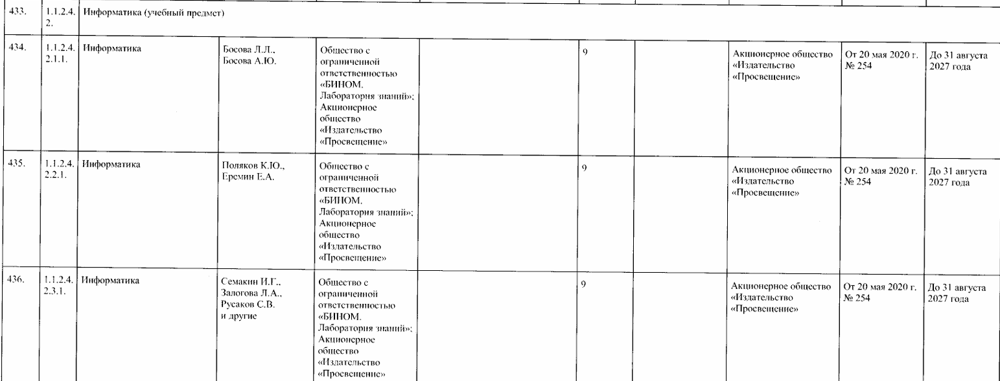 433.
1.1.2.4.
2.
Информатика (учебный предмет)
434.
1.1.2.4.
2.1.1.
Информатика
Босова Л.Л.,
Босова А.Ю.
Общество с
ограниченной
ответственностью
«БИНОМ.
Лаборатория знаний»;
Акционерное
общество
«Издательство
«Просвещение»
9
Акционерное общество
«Издательство
«Просвещение»
От 20 мая 2020 г.
№ 254
До 31 августа
2027 года
435.
1.1.2.4.
2.2.1.
Информатика
Поляков К.Ю.,
Еремин Е.А.
Общество с
ограниченной
ответственностью
«БИНОМ.
Лаборатория знаний»;
Акционерное
общество
«Издательство
«Просвещение»
9
Акционерное общество
«Издательство
«Просвещение»
От 20 мая 2020 г.
№ 254
До 31 августа
2027 года
436.
1.1.2.4.
2.3.1.
Информатика
Семакин И.Г.,
Залогова Л.А.,
Русаков С.В.
и другие
Общество с
ограниченной
ответственностью
«БИНОМ.
Лаборатория знаний»;
Акционерное
общество
«Издательство
«Просвещение»
9
Акционерное общество
«Издательство
«Просвещение»
От 20 мая 2020 г.
№ 254
До 31 августа
2027 года